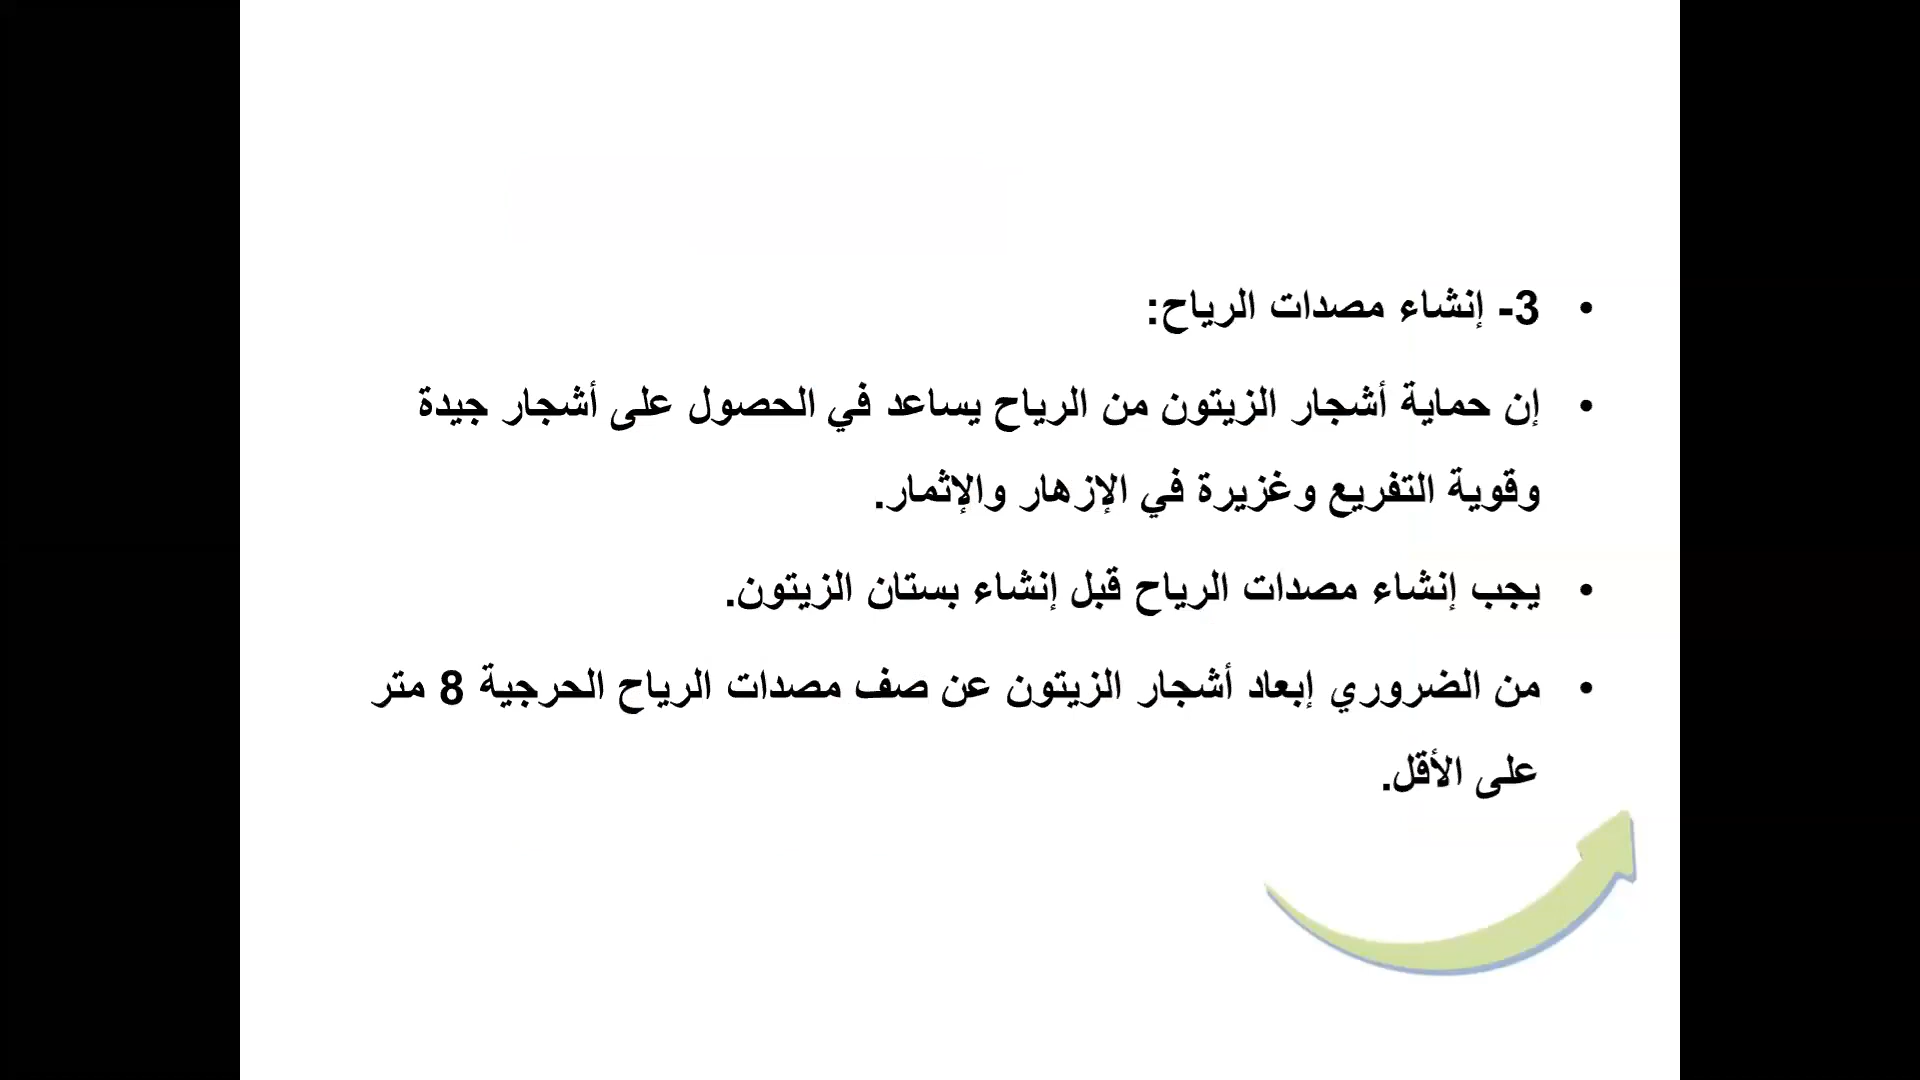 • 3- إنشاء مصدات الرياح:
• إن حماية أشجار الزيتون من الرياح يساعد في الحصول على أشجار جيدة
وقوية التفريع وغزيرة في الإزهار والإثمار.
• يجب إنشاء مصدات الرياح قبل إنشاء بستان الزيتون.
• من الضروري إبعاد أشجار الزيتون عن صف مصدات الرياح الحرجية 8 متر
على الأقل.